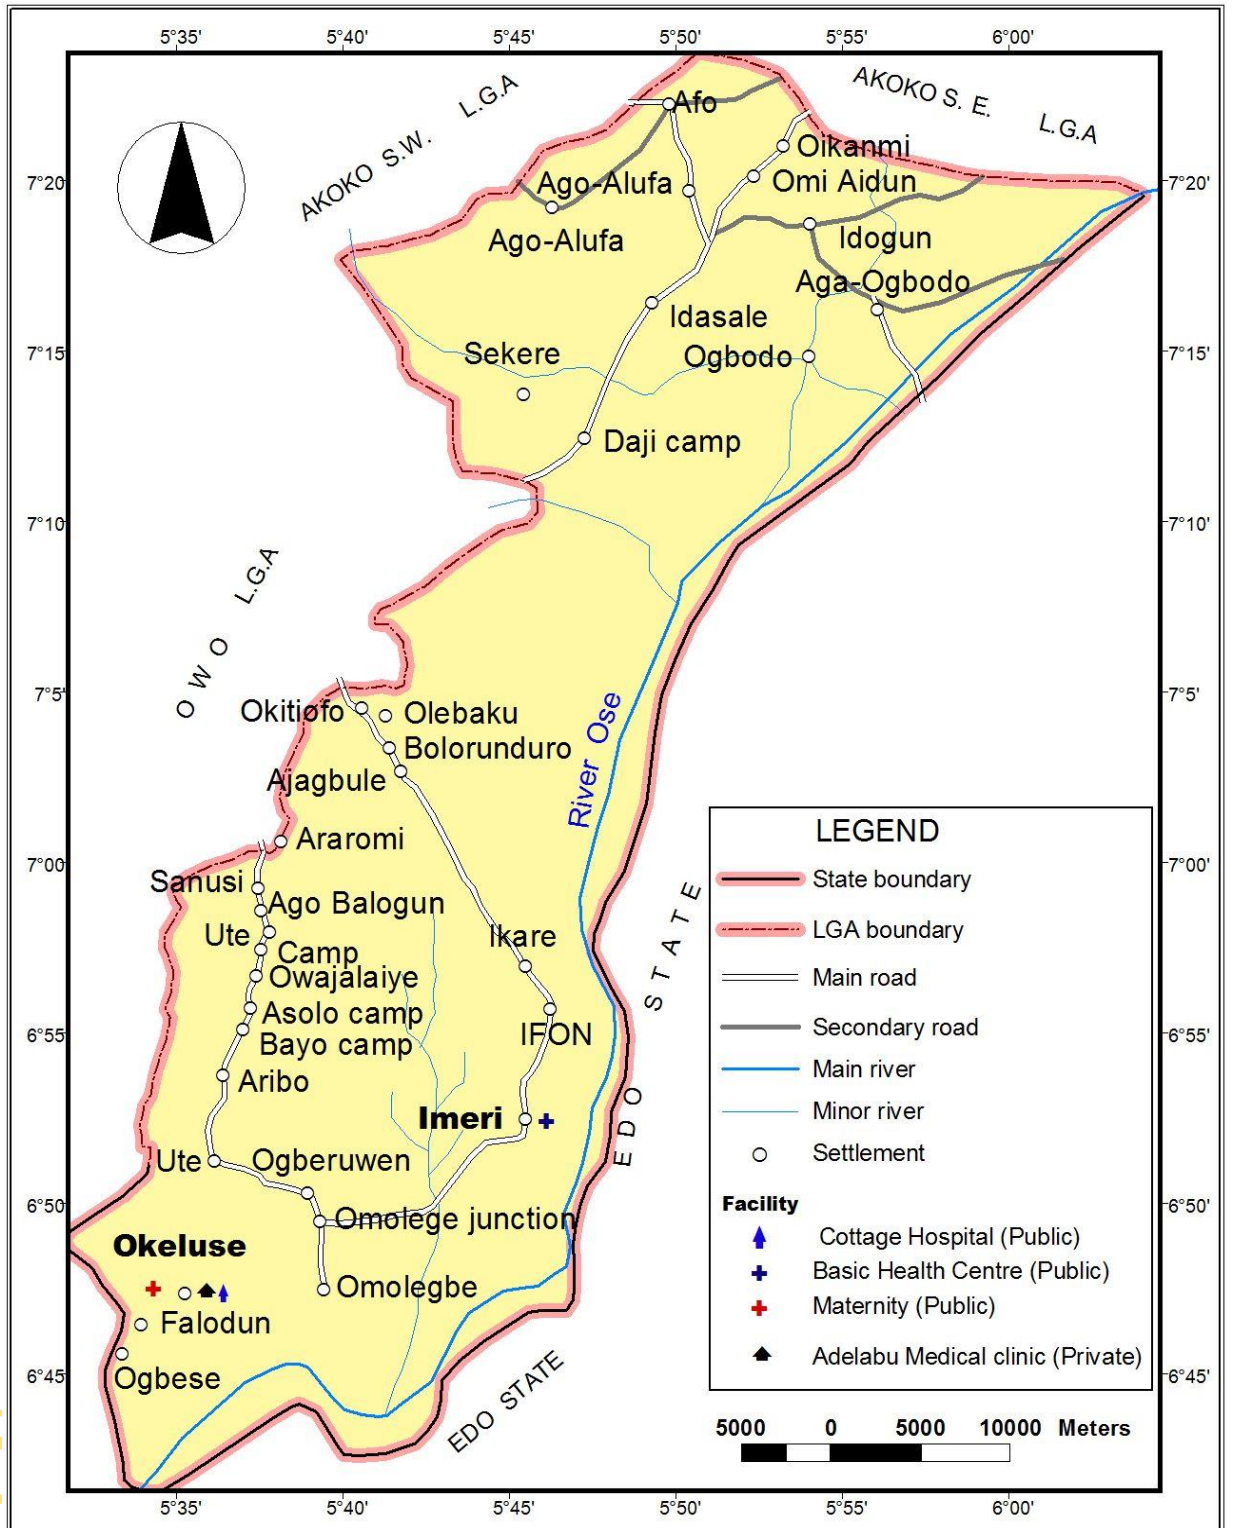 5°35' 5°40' 5°45' 5°50' 5°55' 6°00'
AKOKO S.W. L.G.A
AKOKO S. E. L.G.A
Afo
Oikanmi
7°20' 7°20'
Ago-Alufa
Omi Aidun
Ago-Alufa
Idogun
Aga-Ogbodo
Idasale
7°15' 7°15'
Sekere
Ogbodo
Daji camp
7°10' 7°10'
OWO L.G.A
7°5' 7°5'
Okitiofo
Olebaku
Bolorunduro
River Ose
Ajagbule
Araromi
7°00' 7°00'
Sanusi
Ago Balogun
Ute
Ikare
Camp
Owajalaiye
Asolo camp
IFON
6°55' 6°55'
Bayo camp
Aribo
EDO STATE
Imeri
Ute
Ogberuwen
6°50' 6°50'
Omolege junction
Okeluse
Omolegbe
Falodun
6°45' 6°45'
Ogbese
EDO STATE
LEGEND
State boundary
LGA boundary
Main road
Secondary road
Main river
Minor river
Settlement
Facility
Cottage Hospital (Public)
Basic Health Centre (Public)
Maternity (Public)
Adelabu Medical clinic (Private)
5000 0 5000 10000 Meters
5°35' 5°40' 5°45' 5°50' 5°55' 6°00'